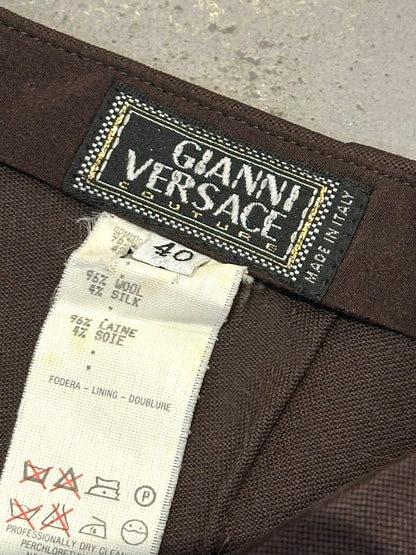 GIANNI
VERSACE
COUTURE
MADE IN ITALY
40
96% WOOL
4% SILK
96% LAINE
4% SOIE
FODERA - LINING - DOUBLURE
P
PROFESSIONALLY DRY CLEAN
PERCHLORET